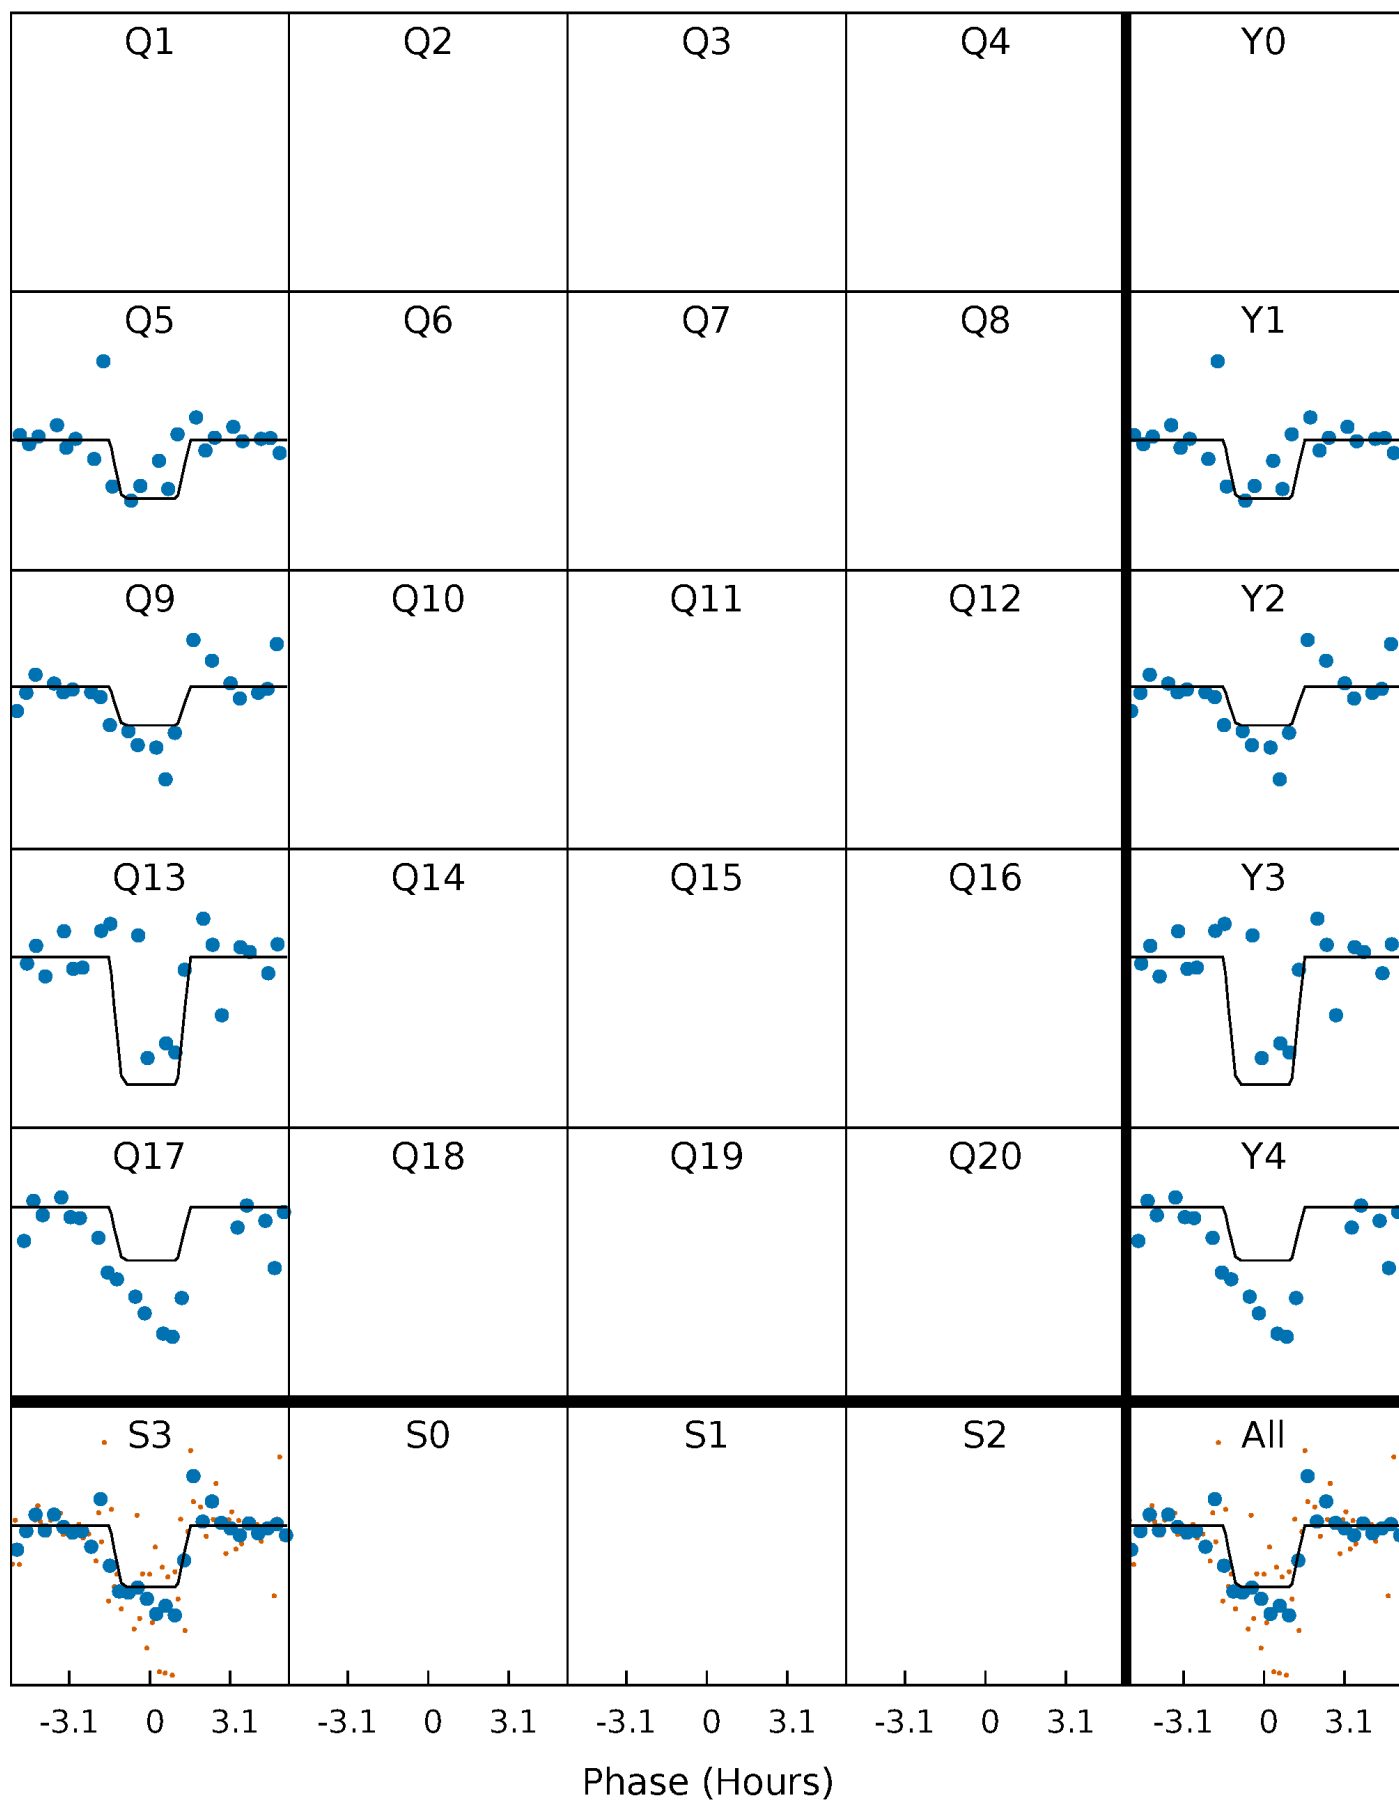 Q1 Q2 Q3 Q4 Y0
Q5 Q6 Q7 Q8 Y1
Q9 Q10 Q11 Q12 Y2
Q13 Q14 Q15 Q16 Y3
Q17 Q18 Q19 Q20 Y4
S3 S0 S1 S2 All
-3.1 0 3.1 -3.1 0 3.1 -3.1 0 3.1 -3.1 0 3.1 -3.1 0 3.1
Phase (Hours)